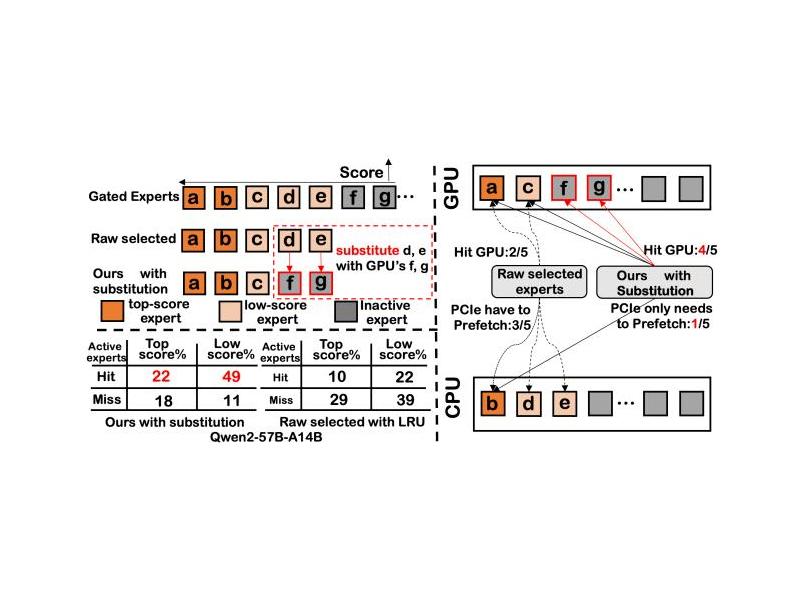 Score
Gated Experts a b c d e f g ...
Raw selected a b c d e
substitute d, e
with GPU's f, g
Ours with
substitution a b c f g
top-score
expert
low-score
expert
Inactive
expert
Active
experts Top
score% Low
score%
Hit 22 49
Miss 18 11
Ours with substitution
Active
experts Top
score% Low
score%
Hit 10 22
Miss 29 39
Raw selected with LRU
Qwen2-57B-A14B
GPU
a c f g ...
Hit GPU:2/5
Hit GPU:4/5
Raw selected
experts
Ours with
Substitution
PCIe have to
Prefetch:3/5
PCIe only needs
to Prefetch:1/5
CPU
b d e ...